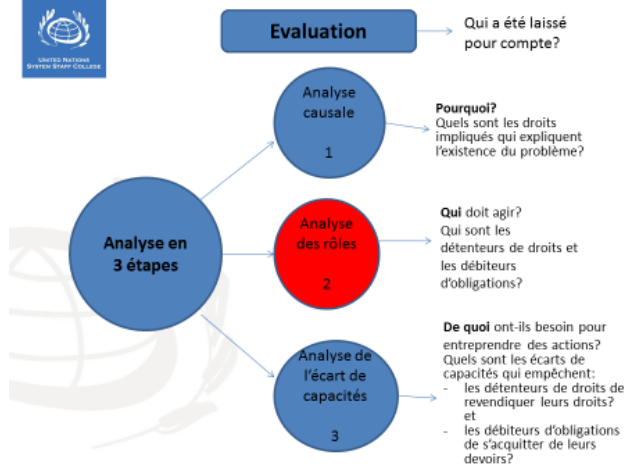 UNITED NATIONS
SYSTEM STAFF COLLEGE
Evaluation
Qui a été laissé
pour compte?
Analyse
causale
1
Pourquoi?
Quels sont les droits
impliqués qui expliquent
l'existence du problème?
Analyse en
3 étapes
Analyse
des rôles
2
Qui doit agir?
Qui sont les
détenteurs de droits et
les débiteurs
d'obligations?
Analyse de
l'écart de
capacités
3
De quoi ont-ils besoin pour
entreprendre des actions?
Quels sont les écarts de
capacités qui empêchent:
- les détenteurs de droits de
revendiquer leurs droits?
et
- les débiteurs d'obligations
de s'acquitter de leurs
devoirs?